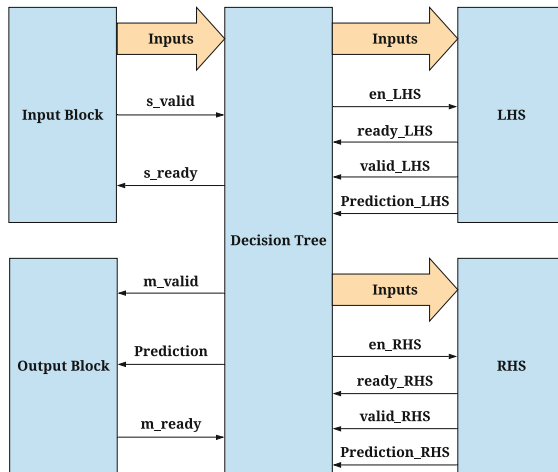 Inputs
Inputs
Input Block
s_valid
s_ready
en_LHS
ready_LHS
valid_LHS
Prediction_LHS
LHS
Decision Tree
m_valid
Prediction
m_ready
Output Block
Inputs
en_RHS
ready_RHS
valid_RHS
Prediction_RHS
RHS